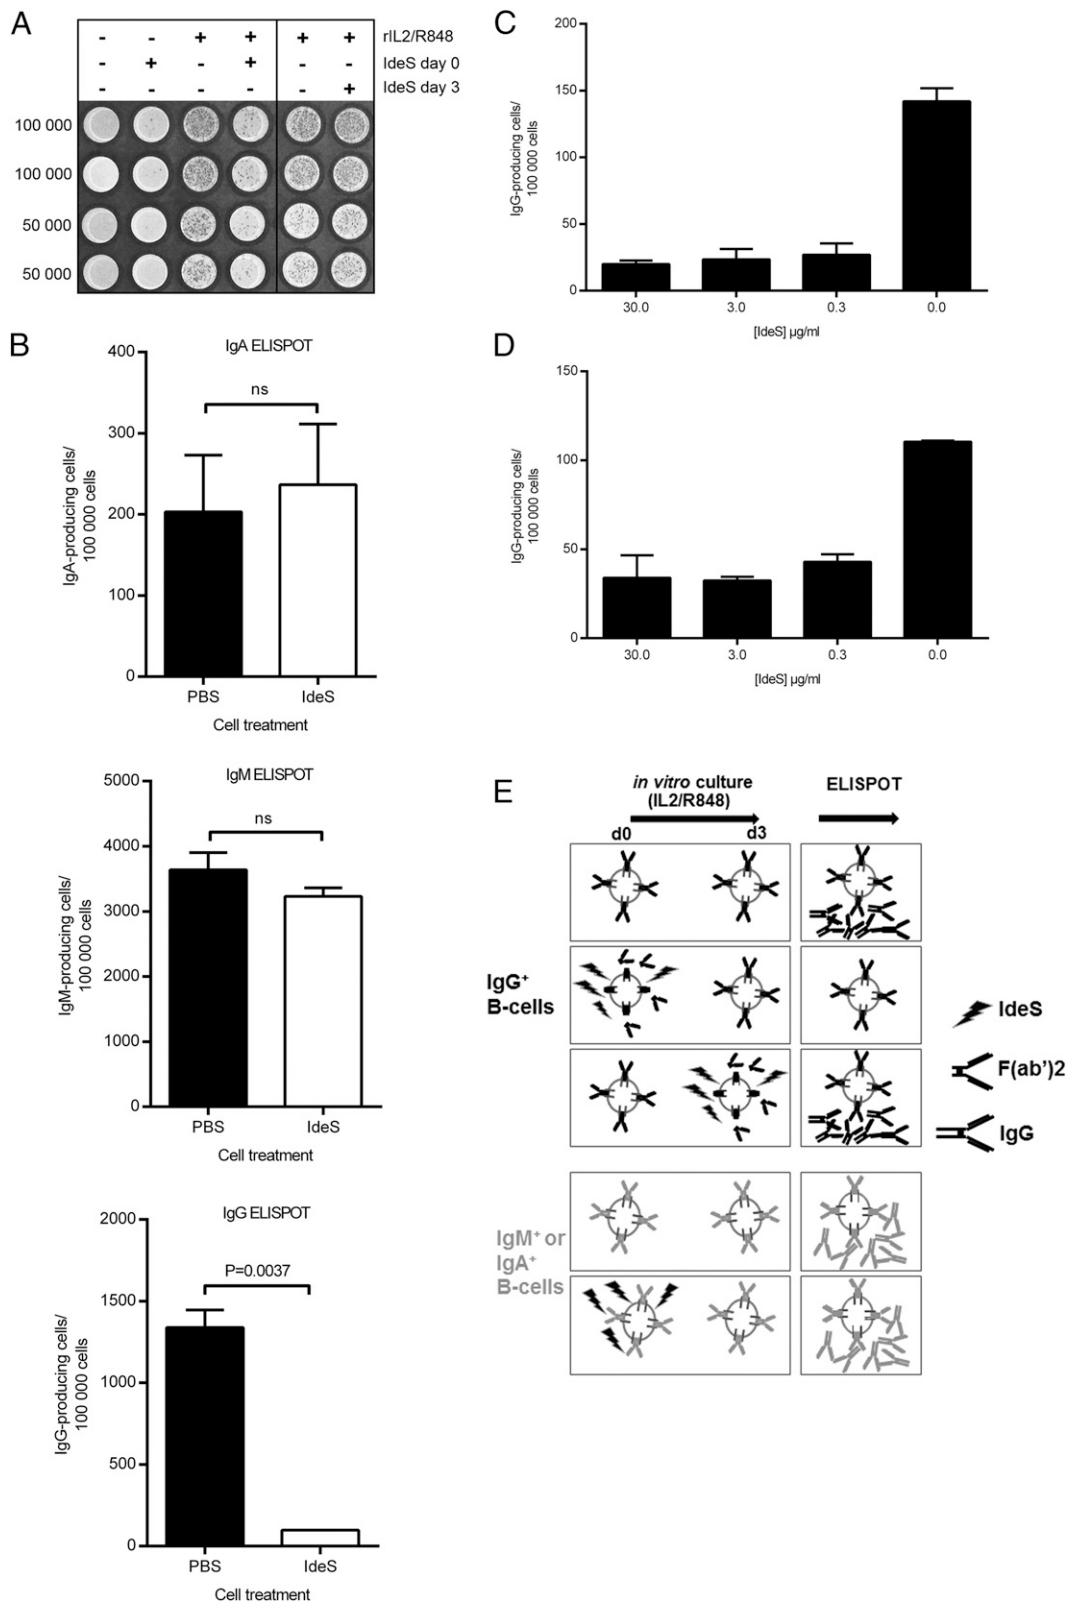 A
- - + + + + rIL2/R848
- + - + - - IdeS day 0
- - - - - + IdeS day 3
100 000
100 000
50 000
50 000
B
IgA ELISPOT
400
300
200
100
0
ns
IgA-producing cells/
100 000 cells
PBS IdeS
Cell treatment
IgM ELISPOT
5000
4000
3000
2000
1000
0
ns
IgM-producing cells/
100 000 cells
PBS IdeS
Cell treatment
IgG ELISPOT
2000
1500
1000
500
0
P=0.0037
IgG-producing cells/
100 000 cells
PBS IdeS
Cell treatment
C
200
150
100
50
0
IgG-producing cells/
100 000 cells
30.0 3.0 0.3 0.0
[IdeS] µg/ml
D
150
100
50
0
IgG-producing cells/
100 000 cells
30.0 3.0 0.3 0.0
[IdeS] µg/ml
E
in vitro culture
(IL2/R848)
ELISPOT
d0 d3
IgG⁺
B-cells
IgM⁺ or
IgA⁺
B-cells
IdeS
F(ab')2
IgG